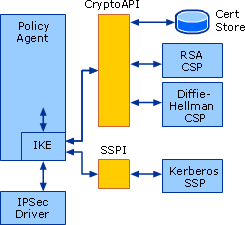 CryptoAPI
Policy
Agent
Cert
Store
RSA
CSP
Diffie-
Hellman
CSP
IKE
SSPI
Kerberos
SSP
IPSec
Driver